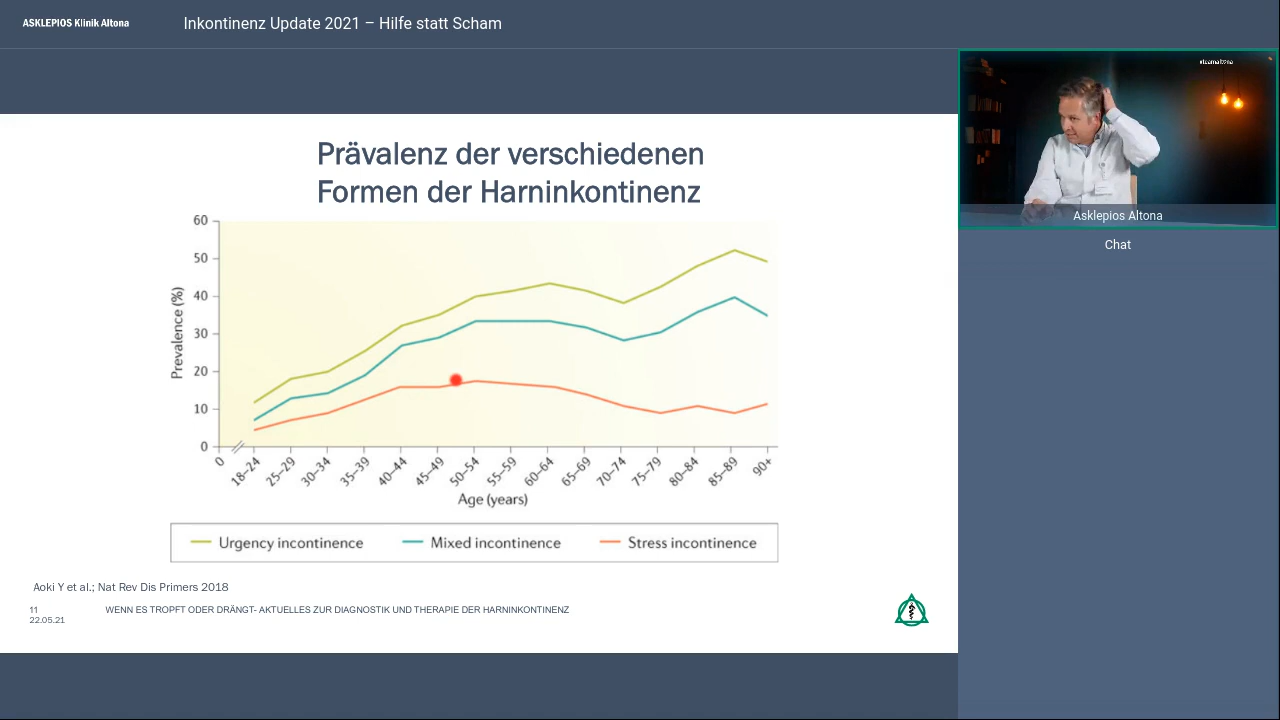 ASKLEPIOS Klinik Altona
Inkontinenz Update 2021 – Hilfe statt Scham
#teamaltona
Asklepios Altona
Chat
Prävalenz der verschiedenen
Formen der Harninkontinenz
60
50
40
30
20
10
0
Prevalence (%)
0
18–24
25–29
30–34
35–39
40–44
45–49
50–54
55–59
60–64
65–69
70–74
75–79
80–84
85–89
90+
Age (years)
Urgency incontinence
Mixed incontinence
Stress incontinence
Aoki Y et al.; Nat Rev Dis Primers 2018
11
WENN ES TROPFT ODER DRÄNGT- AKTUELLES ZUR DIAGNOSTIK UND THERAPIE DER HARNINKONTINENZ
22.05.21